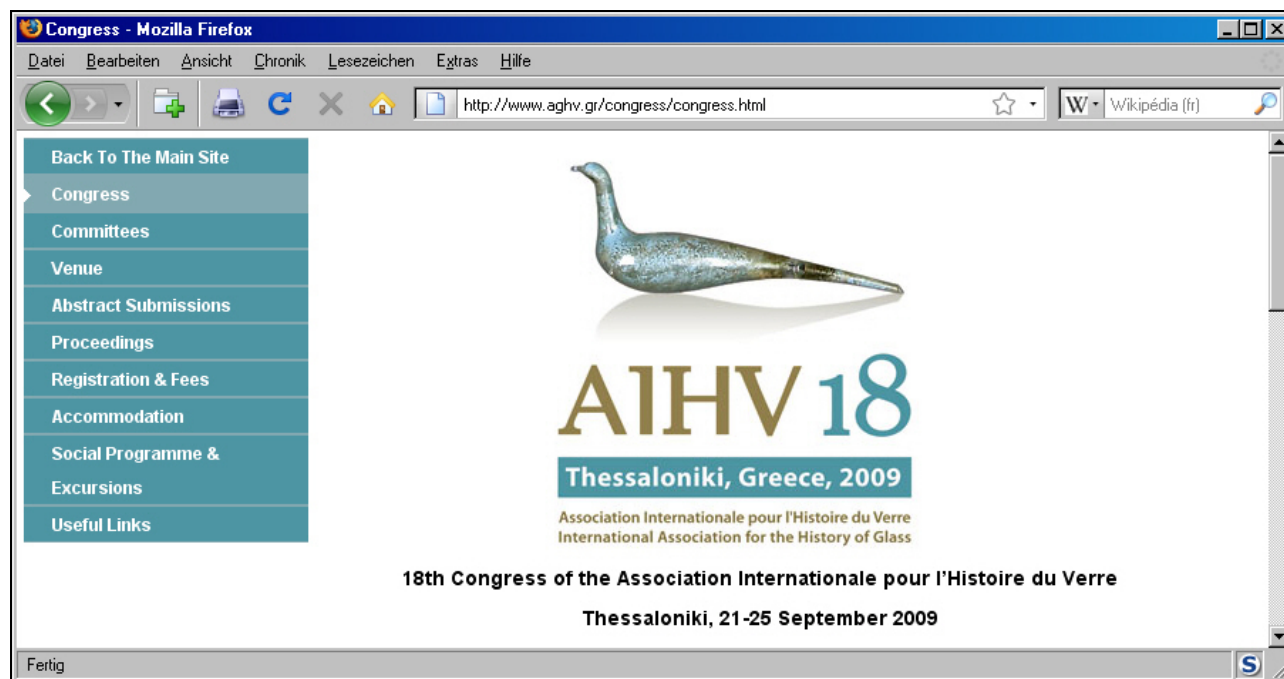 Congress - Mozilla Firefox
Datei Bearbeiten Ansicht Chronik Lesezeichen Extras Hilfe
http://www.aghv.gr/congress/congress.html
W Wikipédia (fr)
Back To The Main Site
Congress
Committees
Venue
Abstract Submissions
Proceedings
Registration & Fees
Accommodation
Social Programme &
Excursions
Useful Links
AIHV 18
Thessaloniki, Greece, 2009
Association Internationale pour l'Histoire du Verre
International Association for the History of Glass
18th Congress of the Association Internationale pour l’Histoire du Verre
Thessaloniki, 21-25 September 2009
Fertig
S